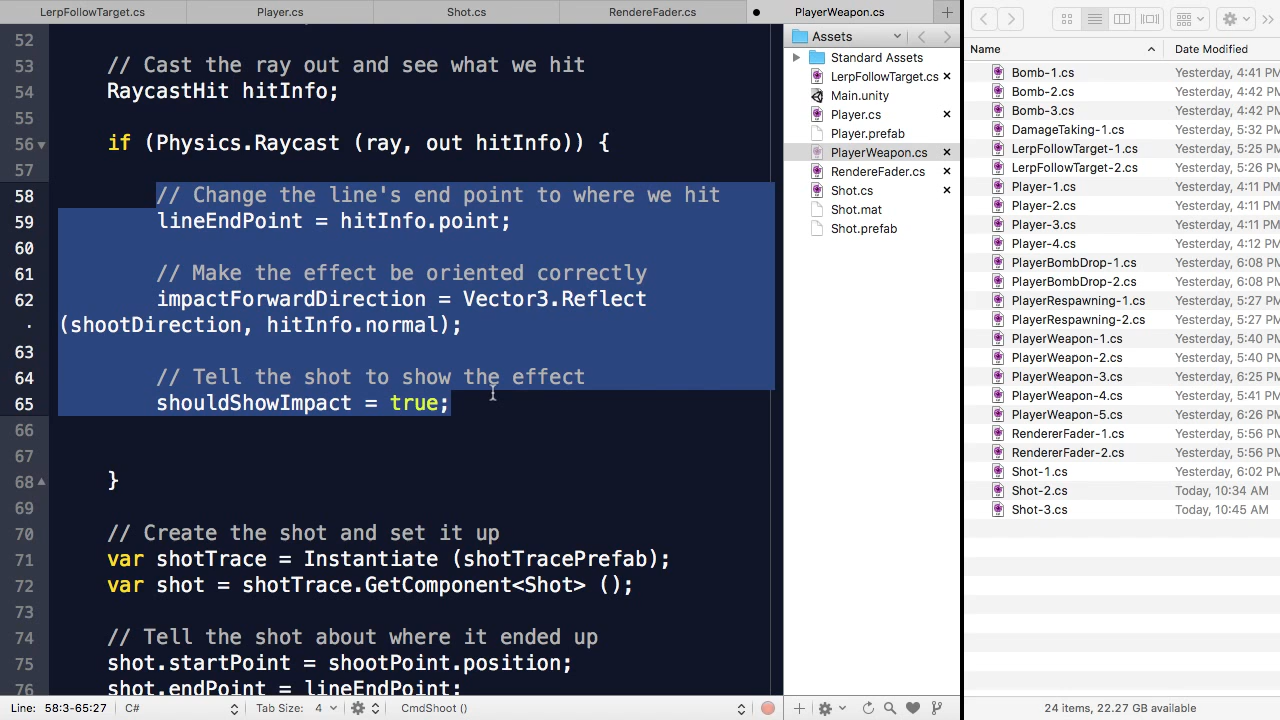 LerpFollowTarget.cs
Player.cs
Shot.cs
RendereFader.cs
PlayerWeapon.cs
52
53 // Cast the ray out and see what we hit
54 RaycastHit hitInfo;
55
56 if (Physics.Raycast (ray, out hitInfo)) {
57
58 // Change the line's end point to where we hit
59 lineEndPoint = hitInfo.point;
60
61 // Make the effect be oriented correctly
62 impactForwardDirection = Vector3.Reflect
(shootDirection, hitInfo.normal);
63
64 // Tell the shot to show the effect
65 shouldShowImpact = true;
66
67
68 }
69
70 // Create the shot and set it up
71 var shotTrace = Instantiate (shotTracePrefab);
72 var shot = shotTrace.GetComponent<Shot> ();
73
74 // Tell the shot about where it ended up
75 shot.startPoint = shootPoint.position;
76 shot.endPoint = lineEndPoint;
Line: 58:3-65:27
C#
Tab Size: 4
CmdShoot ()
Assets
Standard Assets
LerpFollowTarget.cs
Main.unity
Player.cs
Player.prefab
PlayerWeapon.cs
RendereFader.cs
Shot.cs
Shot.mat
Shot.prefab
Name Date Modified
Bomb-1.cs Yesterday, 4:41 PM
Bomb-2.cs Yesterday, 4:42 PM
Bomb-3.cs Yesterday, 4:42 PM
DamageTaking-1.cs Yesterday, 5:32 PM
LerpFollowTarget-1.cs Yesterday, 5:25 PM
LerpFollowTarget-2.cs Yesterday, 5:26 PM
Player-1.cs Yesterday, 4:11 PM
Player-2.cs Yesterday, 4:11 PM
Player-3.cs Yesterday, 4:11 PM
Player-4.cs Yesterday, 4:12 PM
PlayerBombDrop-1.cs Yesterday, 6:08 PM
PlayerBombDrop-2.cs Yesterday, 6:08 PM
PlayerRespawning-1.cs Yesterday, 5:27 PM
PlayerRespawning-2.cs Yesterday, 5:27 PM
PlayerWeapon-1.cs Yesterday, 5:40 PM
PlayerWeapon-2.cs Yesterday, 5:40 PM
PlayerWeapon-3.cs Yesterday, 6:25 PM
PlayerWeapon-4.cs Yesterday, 5:41 PM
PlayerWeapon-5.cs Yesterday, 6:26 PM
RendererFader-1.cs Yesterday, 5:56 PM
RendererFader-2.cs Yesterday, 5:56 PM
Shot-1.cs Yesterday, 6:02 PM
Shot-2.cs Today, 10:34 AM
Shot-3.cs Today, 10:45 AM
24 items, 22.27 GB available